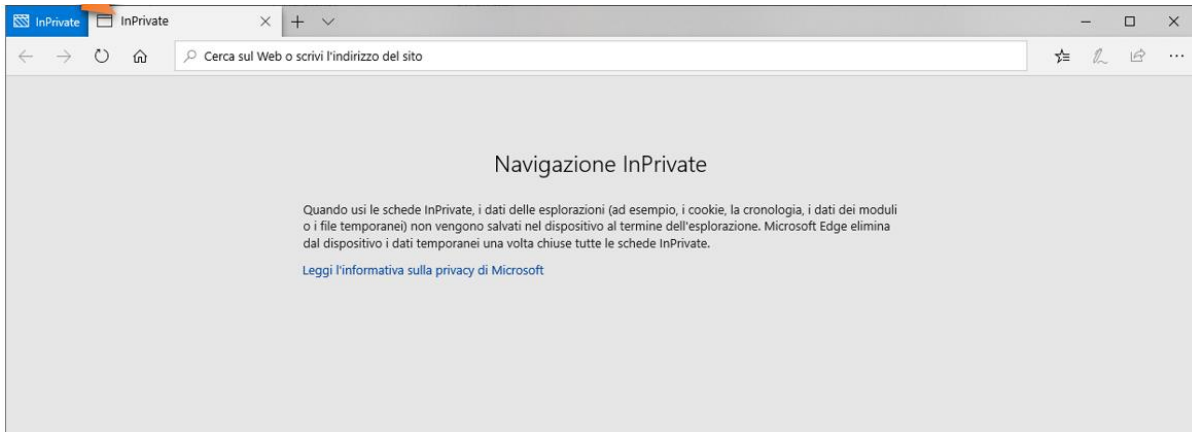 InPrivate
InPrivate
Cerca sul Web o scrivi l'indirizzo del sito
Navigazione InPrivate
Quando usi le schede InPrivate, i dati delle esplorazioni (ad esempio, i cookie, la cronologia, i dati dei moduli
o i file temporanei) non vengono salvati nel dispositivo al termine dell'esplorazione. Microsoft Edge elimina
dal dispositivo i dati temporanei una volta chiuse tutte le schede InPrivate.
Leggi l'informativa sulla privacy di Microsoft